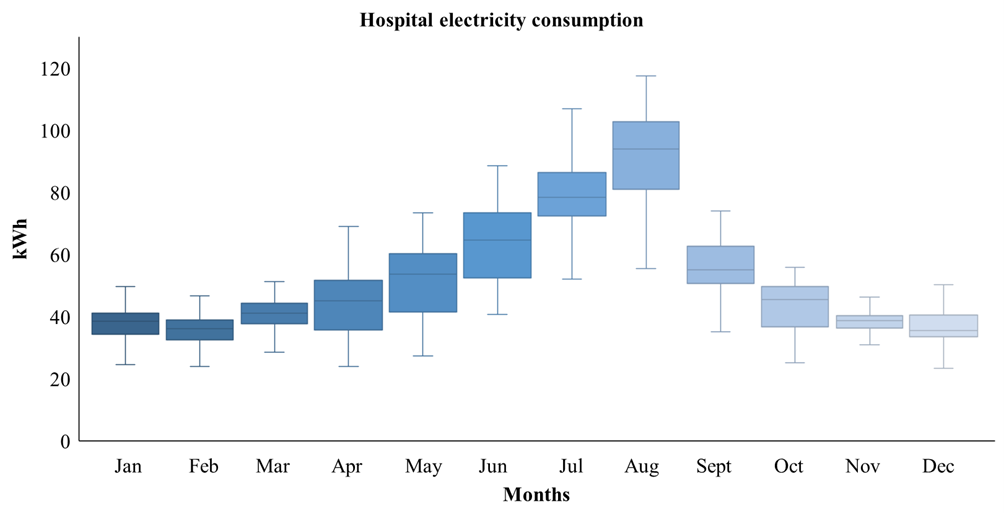 Hospital electricity consumption
kWh
120
100
80
60
40
20
0
Jan Feb Mar Apr May Jun Jul Aug Sept Oct Nov Dec
Months